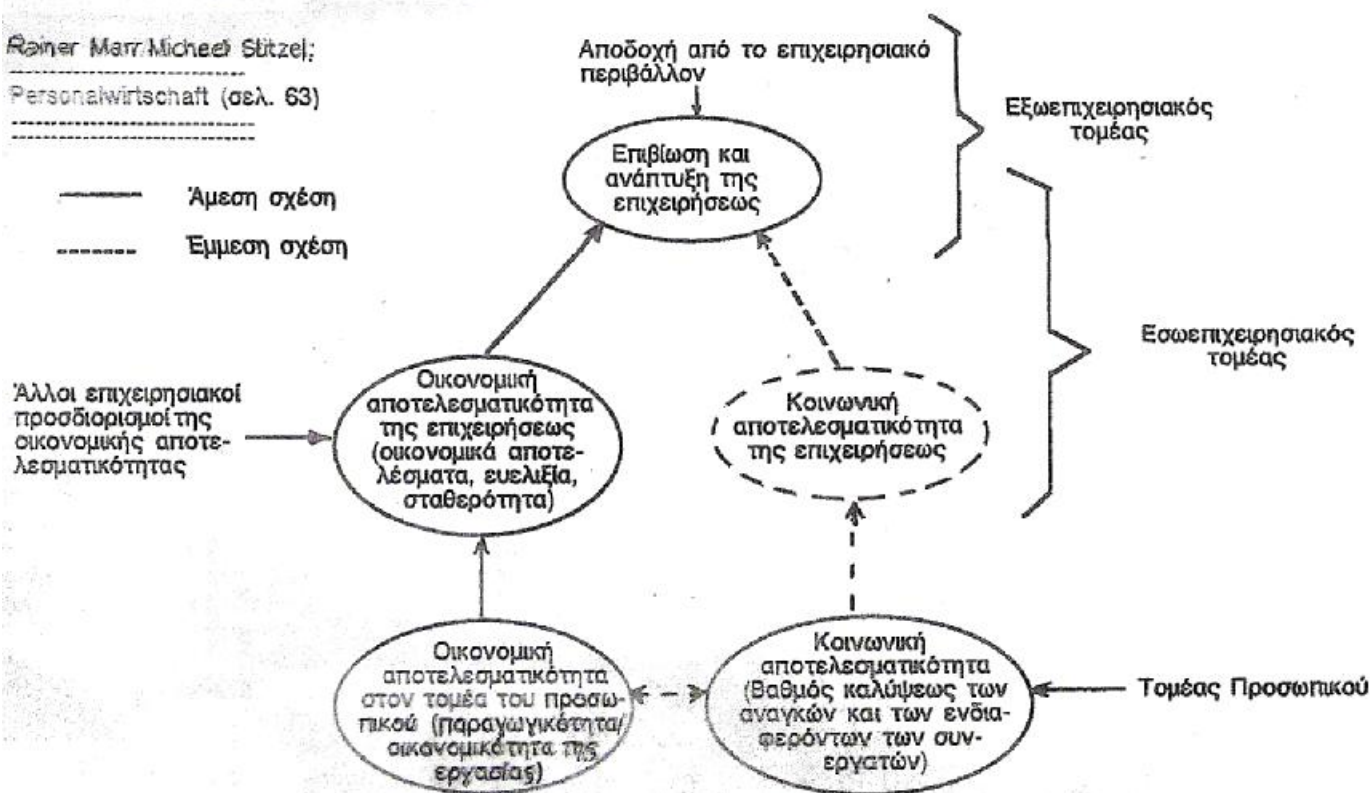 Rainer Marr Michael Stitzel:
Personalwirtschaft (σελ. 63)
Άμεση σχέση
Έμμεση σχέση
Αποδοχή από το επιχειρησιακό
περιβάλλον
Επιβίωση και
ανάπτυξη της
επιχειρήσεως
Εξωεπιχειρησιακός
τομέας
Εσωεπιχειρησιακός
τομέας
Άλλοι επιχειρησιακοί
προσδιορισμοί της
οικονομικής αποτε-
λεσματικότητας
Οικονομική
αποτελεσματικότητα
της επιχειρήσεως
(οικονομικά αποτε-
λέσματα, ευελιξία,
σταθερότητα)
Κοινωνική
αποτελεσματικότητα
της επιχειρήσεως
Οικονομική
αποτελεσματικότητα
στον τομέα του προσω-
πικού (παραγωγικότητα/
οικονομικότητα της
εργασίας)
Κοινωνική
αποτελεσματικότητα
(Βαθμός καλύψεως των
αναγκών και των ενδια-
φερόντων των συν-
εργατών)
Τομέας Προσωπικού